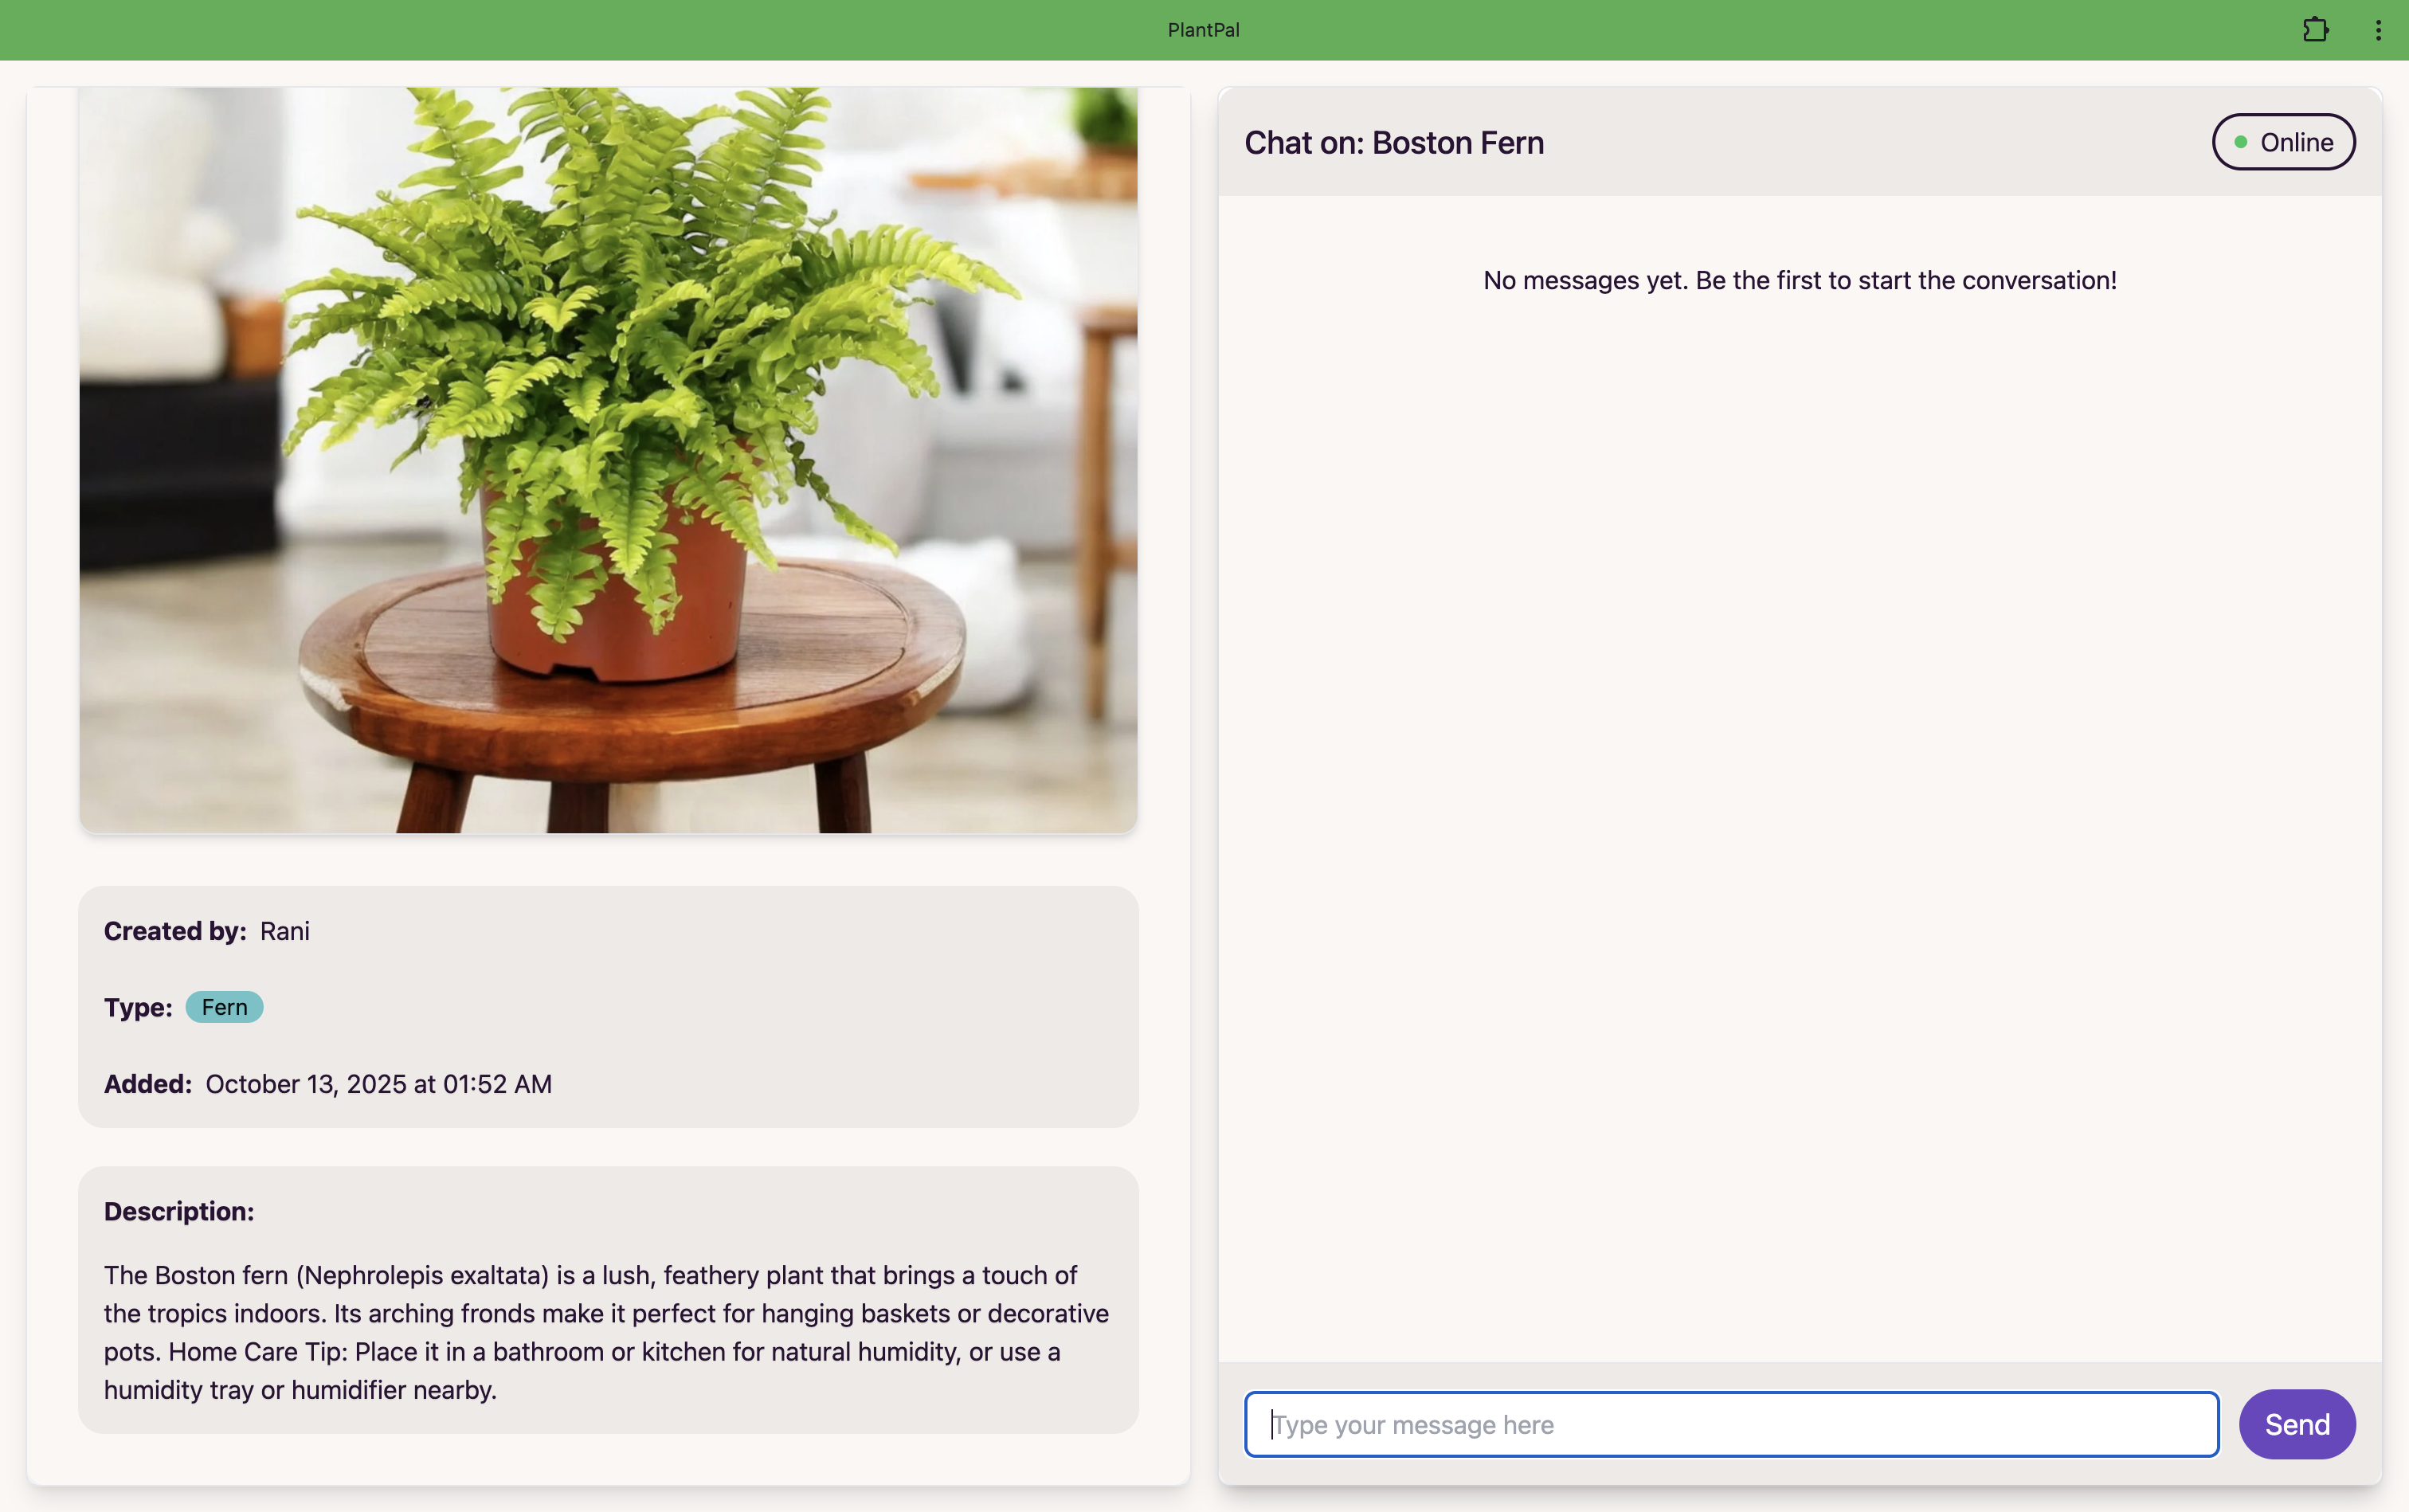 PlantPal
Created by: Rani
Type: Fern
Added: October 13, 2025 at 01:52 AM
Description:
The Boston fern (Nephrolepis exaltata) is a lush, feathery plant that brings a touch of
the tropics indoors. Its arching fronds make it perfect for hanging baskets or decorative
pots. Home Care Tip: Place it in a bathroom or kitchen for natural humidity, or use a
humidity tray or humidifier nearby.
Chat on: Boston Fern
Online
No messages yet. Be the first to start the conversation!
Type your message here
Send